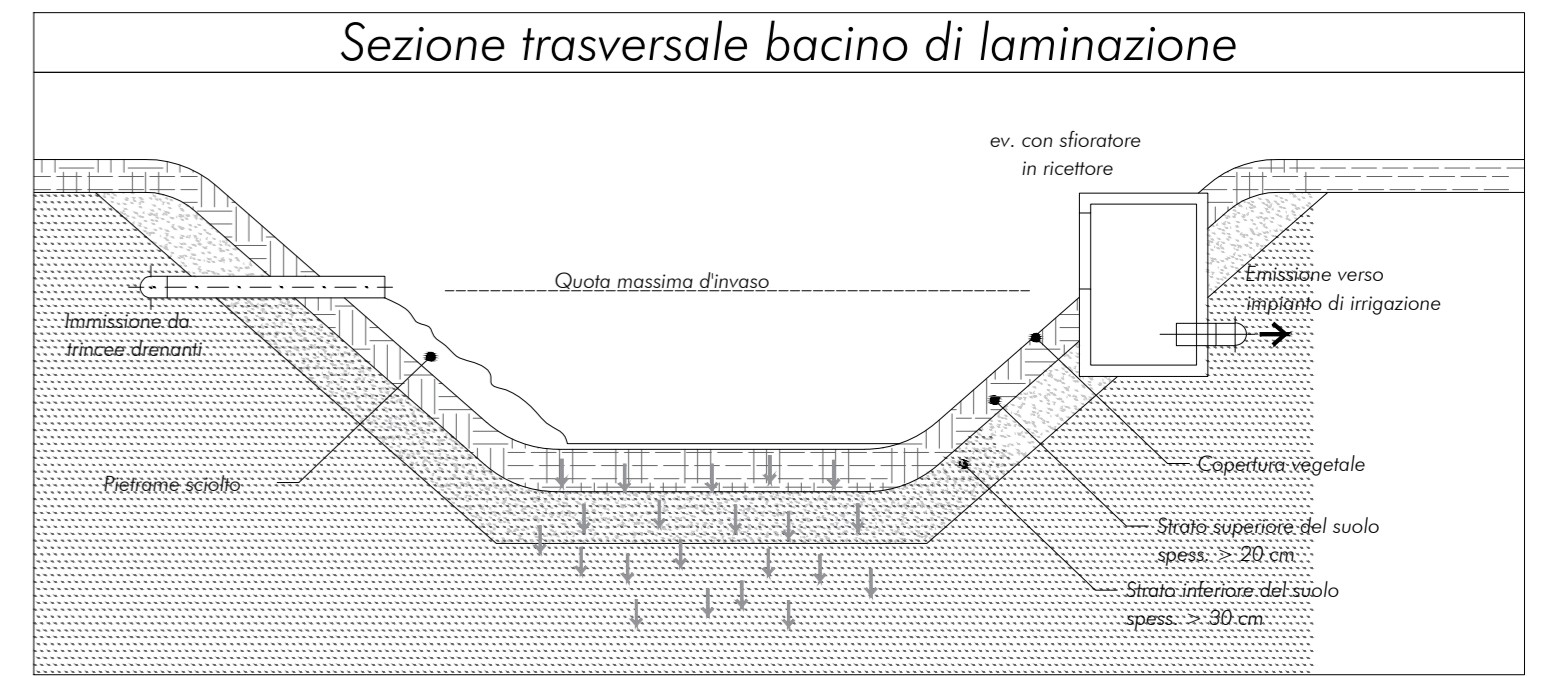 Sezione trasversale bacino di laminazione
ev. con sfioratore
in ricettore
Quota massima d'invaso
Emissione verso
impianto di irrigazione
Immissione da
trincee drenanti
Pietrame sciolto
Copertura vegetale
Strato superiore del suolo
spess. > 20 cm
Strato inferiore del suolo
spess. > 30 cm